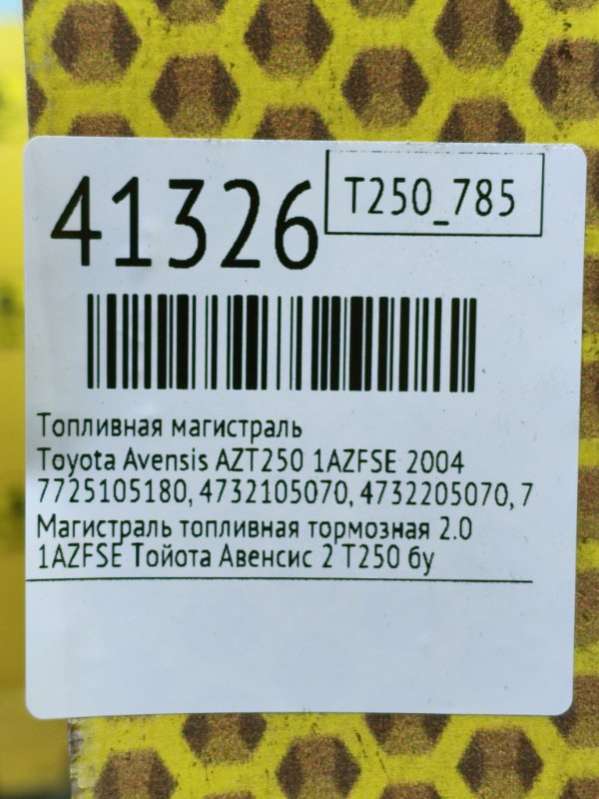 41326
T250_785
Топливная магистраль
Toyota Avensis AZT250 1AZFSE 2004
7725105180, 4732105070, 4732205070, 7
Магистраль топливная тормозная 2.0
1AZFSE Тойота Авенсис 2 T250 бу